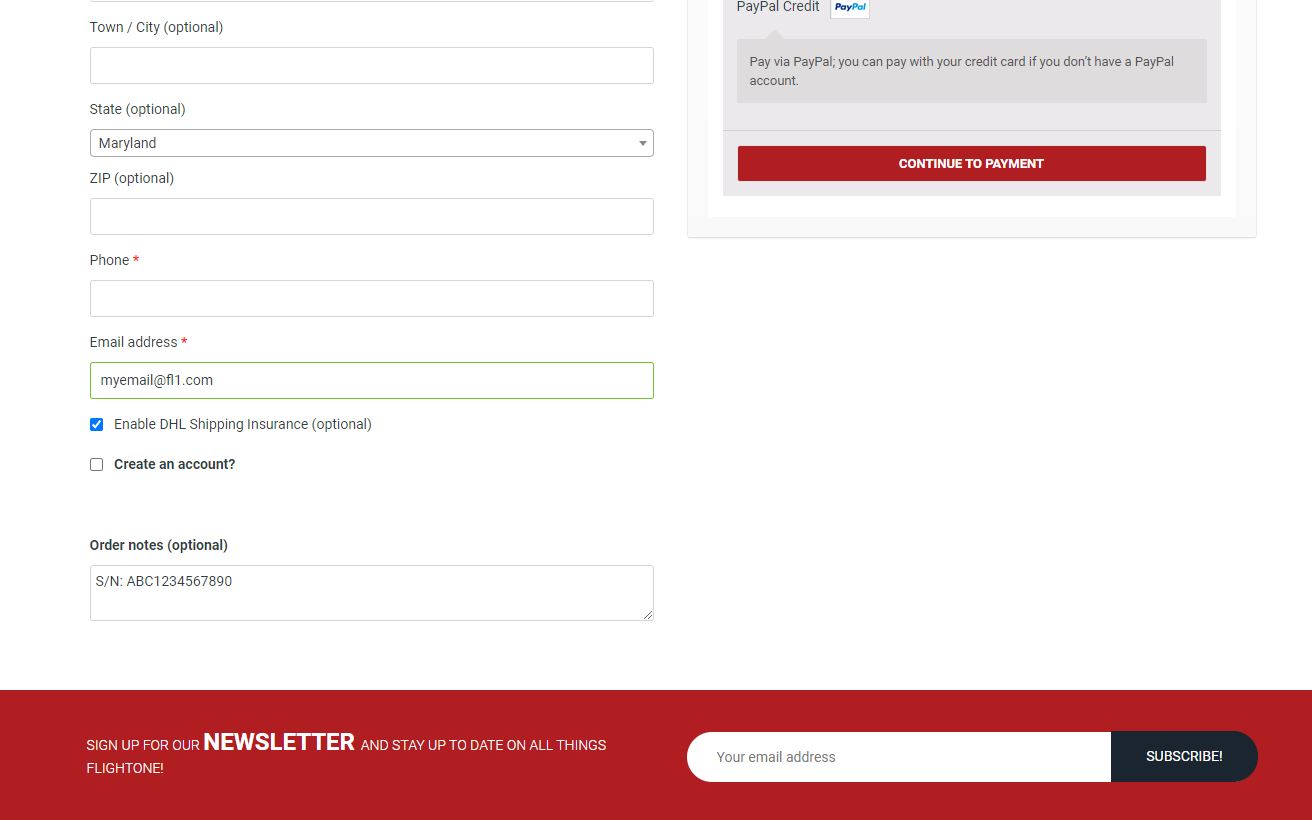 Town / City (optional)
State (optional)
Maryland
ZIP (optional)
Phone *
Email address *
myemail@fl1.com
Enable DHL Shipping Insurance (optional)
Create an account?
Order notes (optional)
S/N: ABC1234567890
PayPal Credit PayPal
Pay via PayPal; you can pay with your credit card if you don’t have a PayPal
account.
CONTINUE TO PAYMENT
SIGN UP FOR OUR NEWSLETTER AND STAY UP TO DATE ON ALL THINGS
FLIGHTONE!
Your email address
SUBSCRIBE!